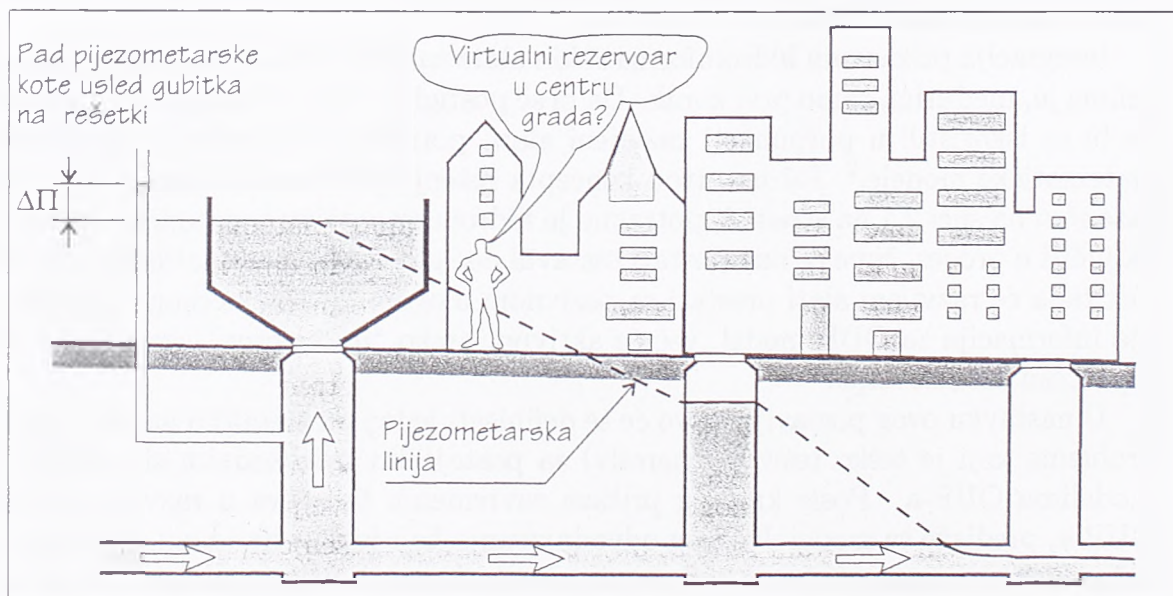 Pad pijezometarske
kote usled gubitka
na rešetki
Virtualni rezervoar
u centru
grada?
ΔΠ
Pijezometarska
linija